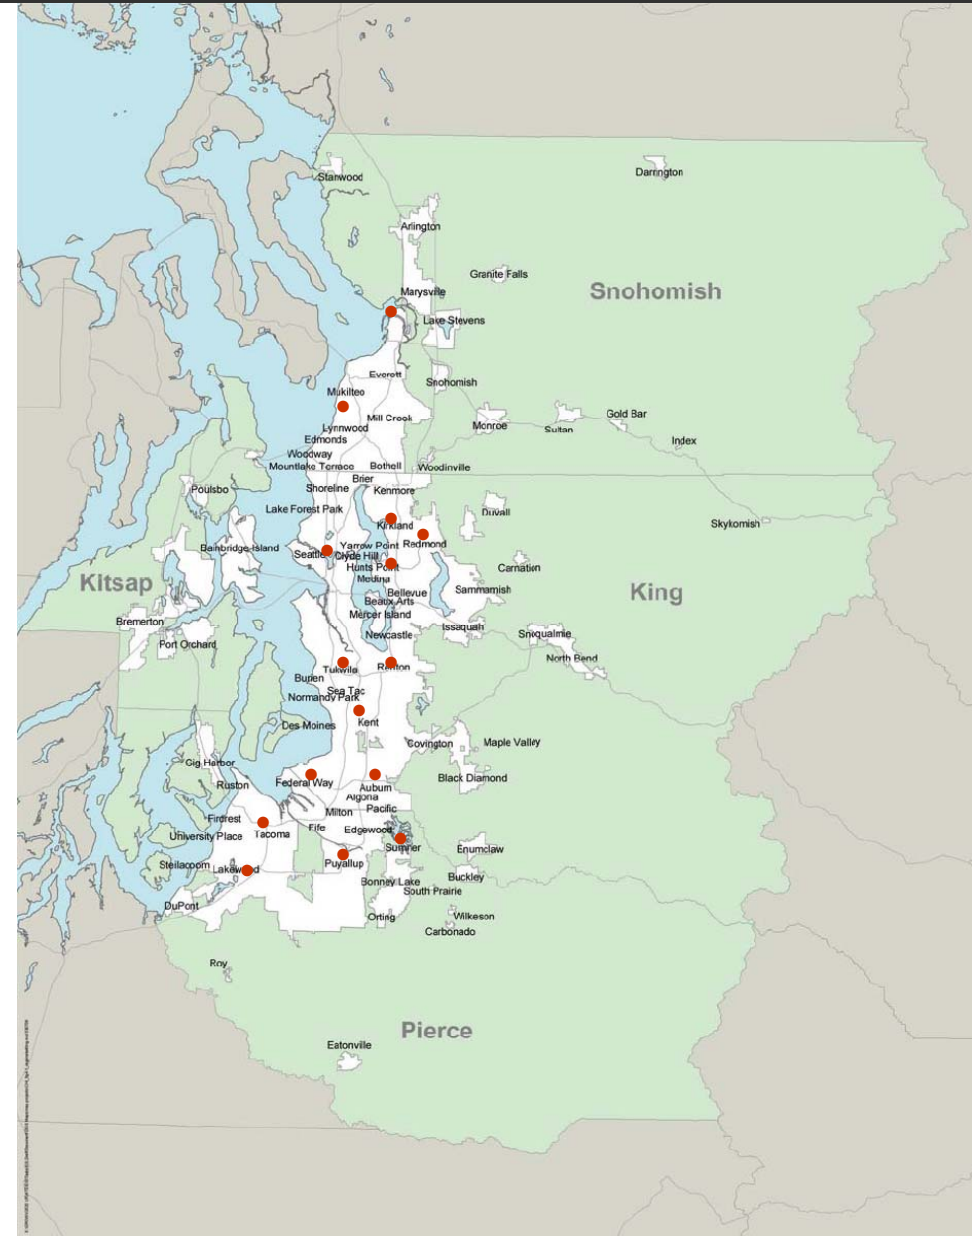 Stanwood
Darrington
Arlington
Granite Falls
Snohomish
Marysville
Lake Stevens
Everett
Snohomish
Mukilteo
Mill Creek
Gold Bar
Lynnwood
Monroe
Sultan
Edmonds
Index
Woodway
Mountlake Terrace
Bothell
Woodinville
Brier
Shoreline
Kenmore
Poulsbo
Lake Forest Park
Duvall
Kirkland
Skykomish
Bainbridge Island
Yarrow Point
Redmond
Seattle
Clyde Hill
Hunts Point
Carnation
Medina
Kitsap
King
Bellevue
Sammamish
Beaux Arts
Mercer Island
Bremerton
Issaquah
Newcastle
Snoqualmie
Port Orchard
North Bend
Tukwila
Renton
Burien
Sea Tac
Normandy Park
Des Moines
Kent
Covington
Maple Valley
Gig Harbor
Black Diamond
Ruston
Federal Way
Auburn
Algona
Pacific
Milton
Fircrest
Fife
Edgewood
University Place
Tacoma
Sumner
Enumclaw
Steilacoom
Lakewood
Puyallup
Buckley
Bonney Lake
South Prairie
DuPont
Orting
Wilkeson
Carbonado
Roy
Pierce
Eatonville